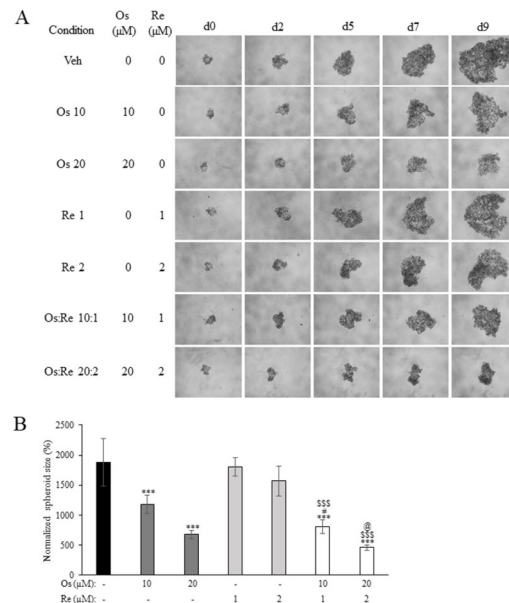 A
Condition Os (μM) Re (μM) d0 d2 d5 d7 d9
Veh 0 0
Os 10 10 0
Os 20 20 0
Re 1 0 1
Re 2 0 2
Os:Re 10:1 10 1
Os:Re 20:2 20 2
B
Normalized spheroid size (%)
2500
2000
1500
1000
500
0
***
***
$$$
#
***
@
$$$
***
Os (μM): - 10 20 - - 10 20
Re (μM): - - - 1 2 1 2